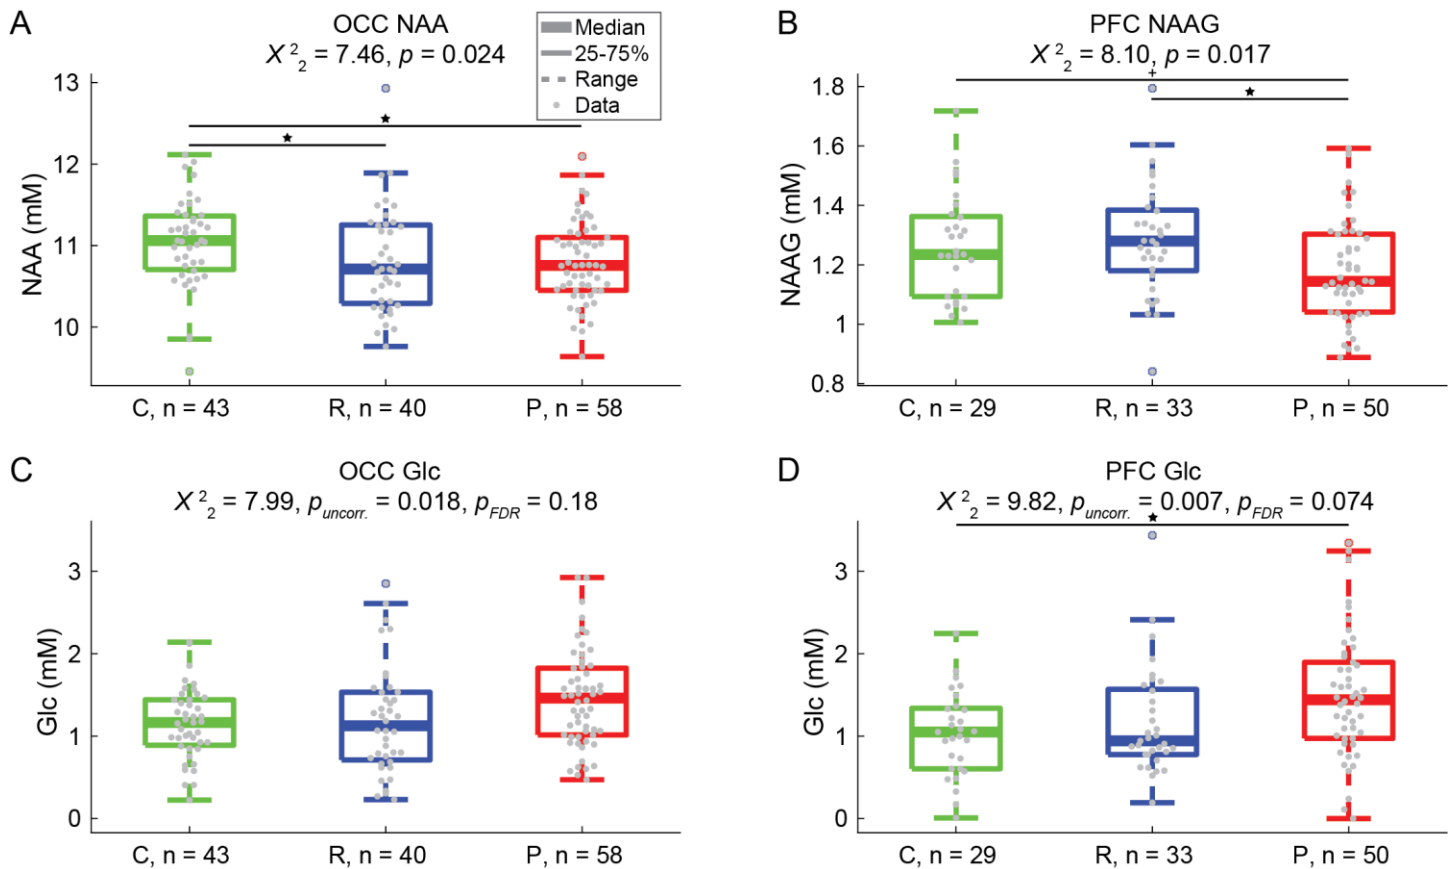 A
OCC NAA
X²₂ = 7.46, p = 0.024
Median
25-75%
Range
Data
NAA (mM)
13
12
11
10
C, n = 43
R, n = 40
P, n = 58
B
PFC NAAG
X²₂ = 8.10, p = 0.017
+
NAAG (mM)
1.8
1.6
1.4
1.2
1
0.8
C, n = 29
R, n = 33
P, n = 50
C
OCC Glc
X²₂ = 7.99, puncorr. = 0.018, pFDR = 0.18
Glc (mM)
3
2
1
0
C, n = 43
R, n = 40
P, n = 58
D
PFC Glc
X²₂ = 9.82, puncorr. = 0.007, pFDR = 0.074
Glc (mM)
3
2
1
0
C, n = 29
R, n = 33
P, n = 50